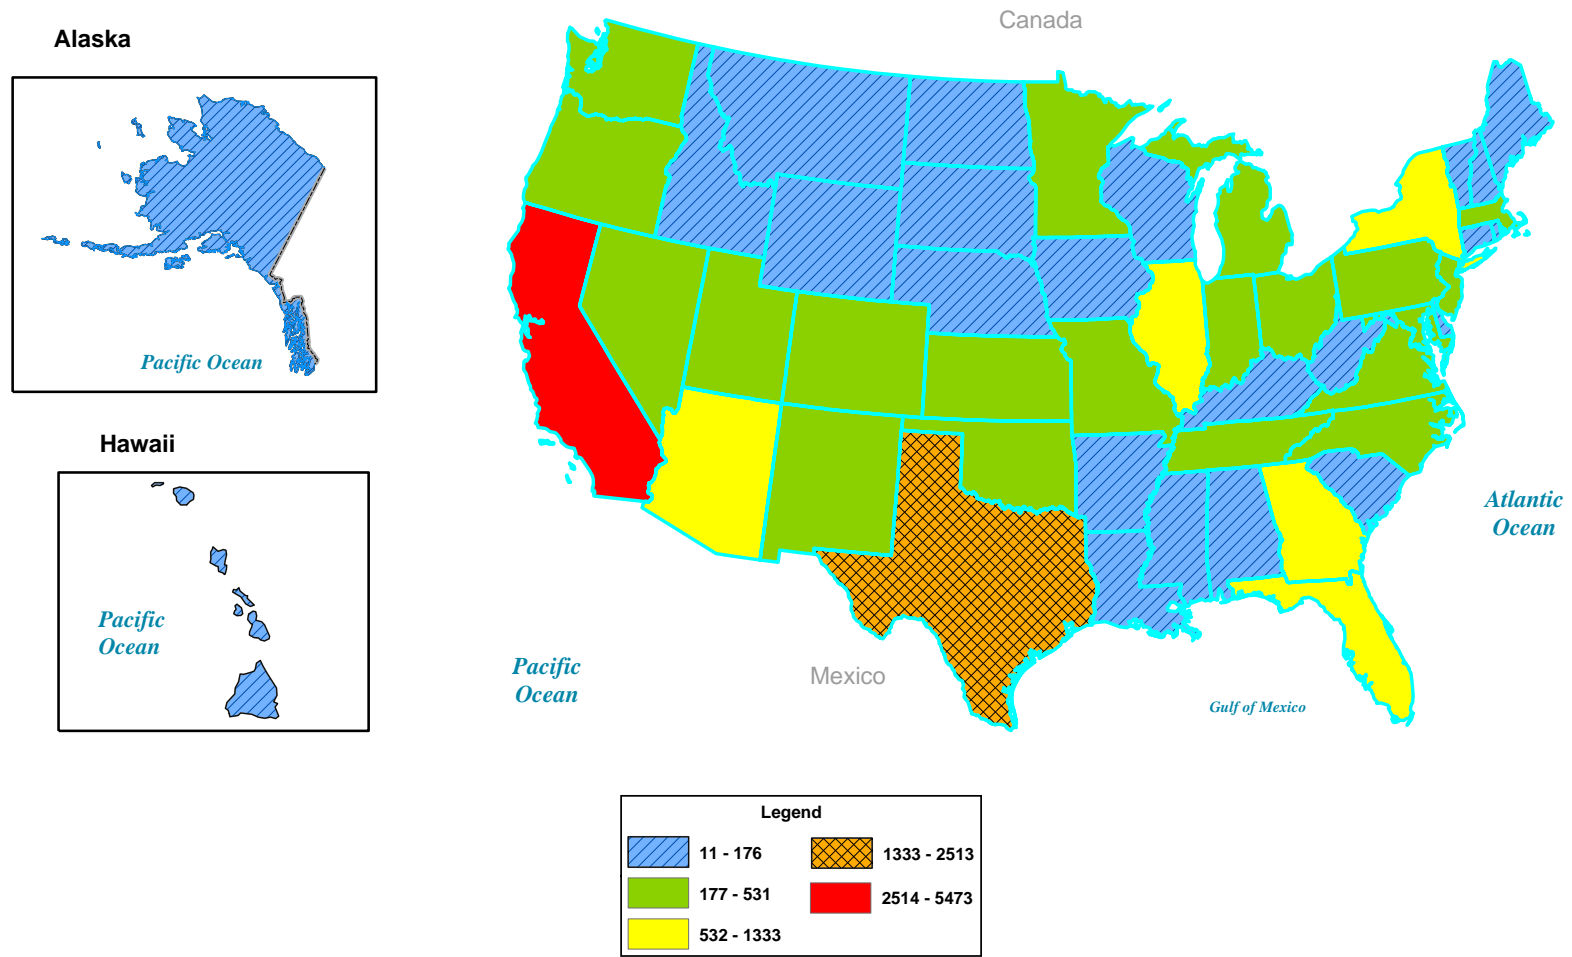 Canada
Alaska
Pacific Ocean
Hawaii
Pacific
Ocean
Atlantic
Ocean
Pacific
Ocean
Mexico
Gulf of Mexico
Legend
11 - 176
177 - 531
532 - 1333
1333 - 2513
2514 - 5473